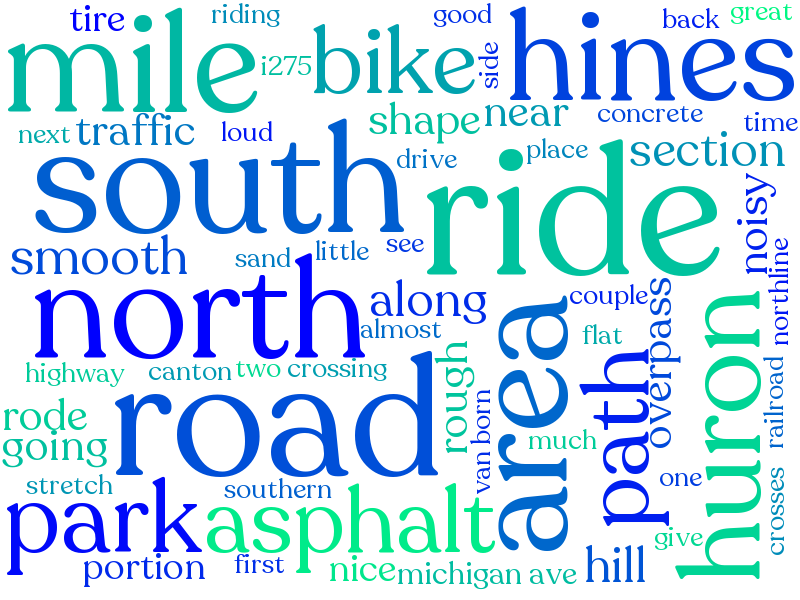 tire
riding
good
back
great
mile
i275
bike
side
hines
next
traffic
loud
shape
near
concrete
time
south
drive
place
section
ride
noisy
smooth
sand
little
see
north
along
couple
northline
almost
area
flat
overpass
huron
highway
canton
two
crossing
rough
path
railroad
rode
road
van born
going
much
one
crosses
stretch
southern
park
asphalt
give
portion
first
nice
michigan ave
hill